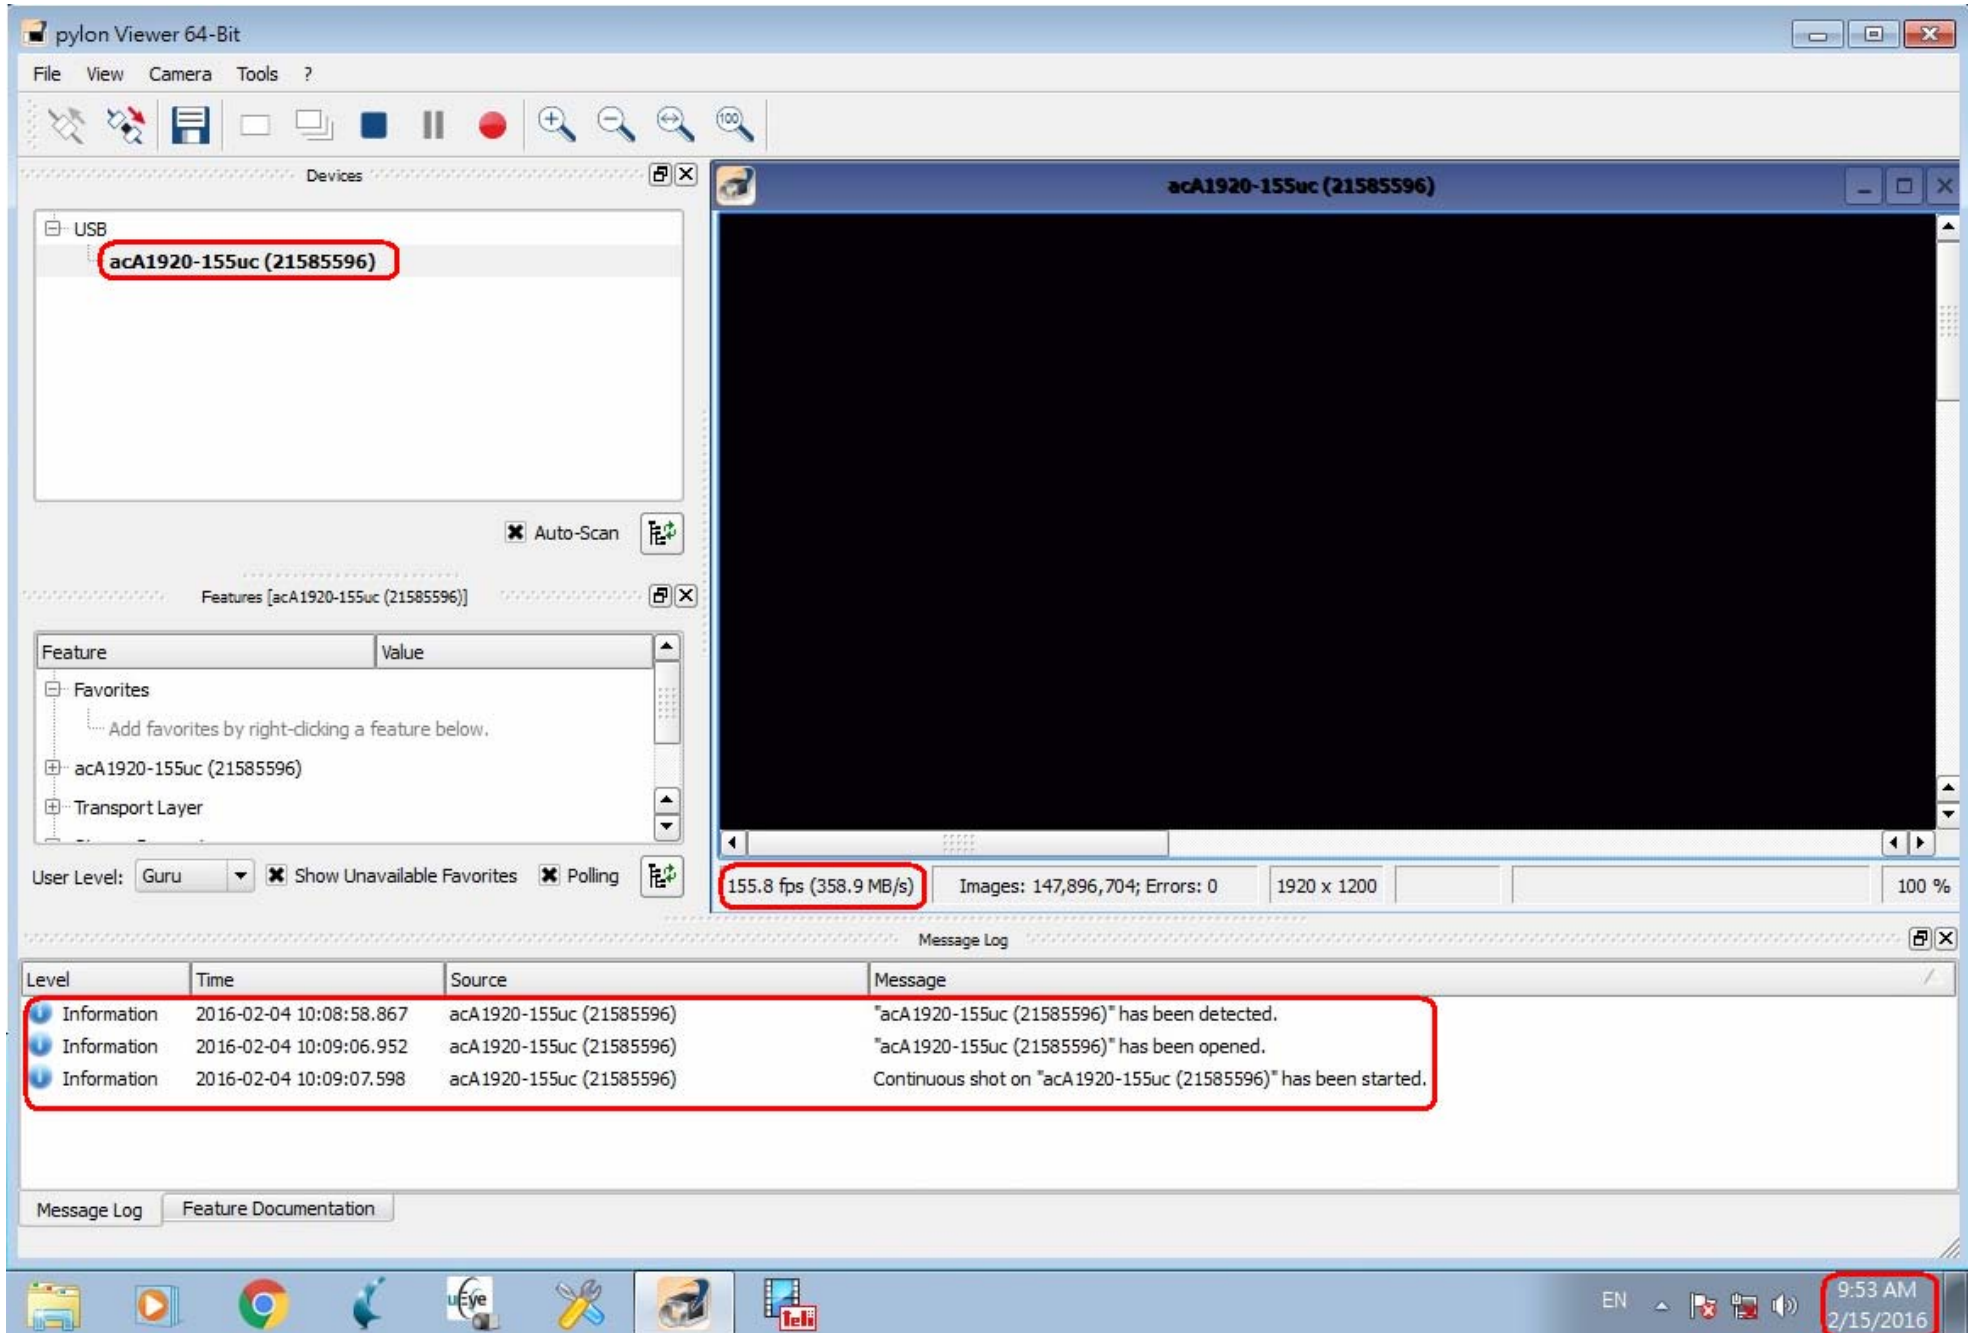 pylon Viewer 64-Bit
File View Camera Tools ?
100
Devices
USB
acA1920-155uc (21585596)
Auto-Scan
Features [acA1920-155uc (21585596)]
Feature Value
Favorites
Add favorites by right-clicking a feature below.
acA1920-155uc (21585596)
Transport Layer
User Level: Guru Show Unavailable Favorites Polling
acA1920-155uc (21585596)
155.8 fps (358.9 MB/s) Images: 147,896,704; Errors: 0 1920 x 1200 100 %
Message Log
Level Time Source Message
Information 2016-02-04 10:08:58.867 acA1920-155uc (21585596) "acA1920-155uc (21585596)" has been detected.
Information 2016-02-04 10:09:06.952 acA1920-155uc (21585596) "acA1920-155uc (21585596)" has been opened.
Information 2016-02-04 10:09:07.598 acA1920-155uc (21585596) Continuous shot on "acA1920-155uc (21585596)" has been started.
Message Log Feature Documentation
uEye
Teli
EN
9:53 AM
2/15/2016